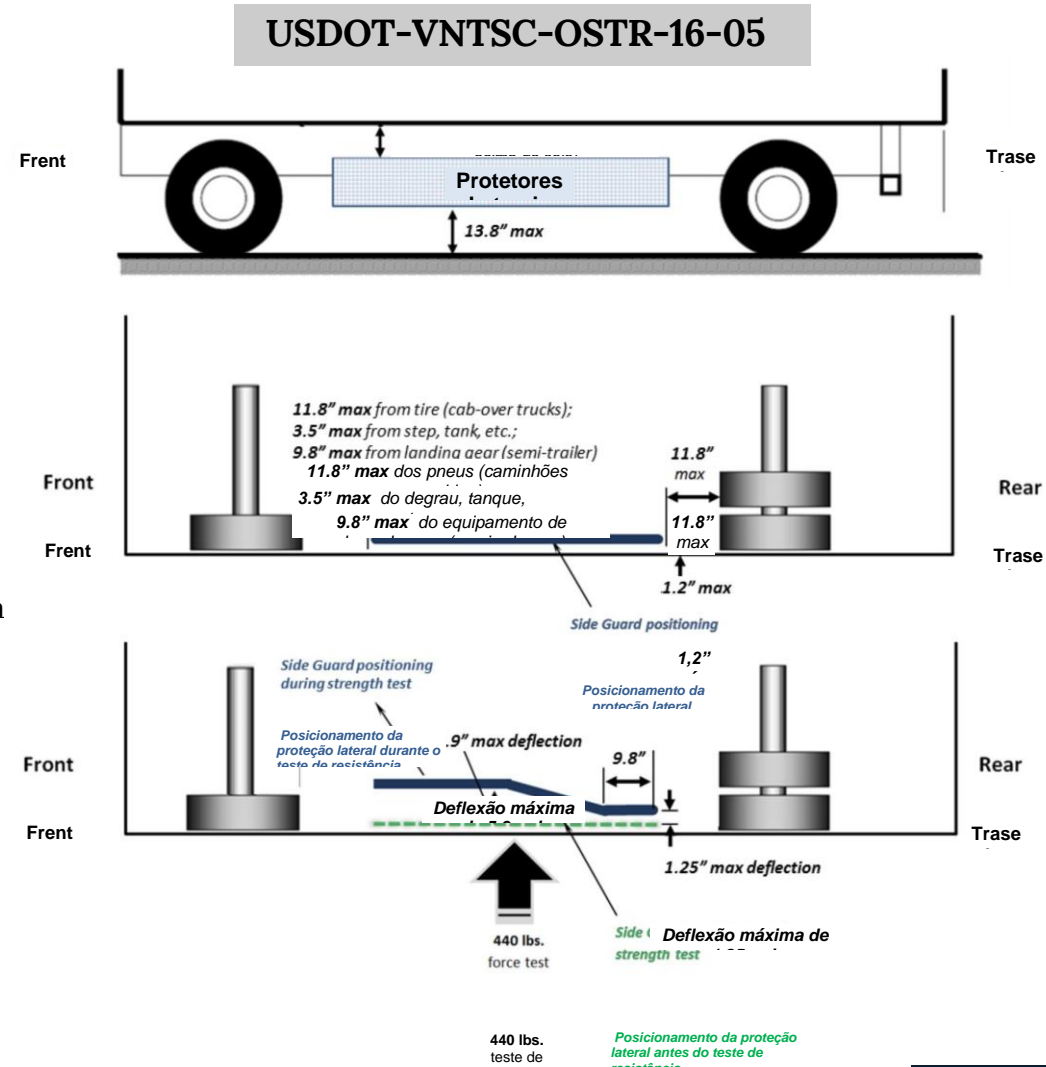 USDOT-VNTSC-OSTR-16-05
Frent
Trase
Protetores
13.8” max
11.8” max from tire (cab-over trucks);
3.5” max from step, tank, etc.;
9.8” max from landing gear (semi-trailer)
11.8” max dos pneus (caminhões
3.5” max do degrau, tanque,
9.8” max do equipamento de
11.8”
max
11.8”
max
Front
Rear
Frent
Trase
1.2” max
Side Guard positioning
1,2”
Posicionamento da
proteção lateral
Side Guard positioning
during strength test
Posicionamento da
proteção lateral durante o
teste de resistência
.9” max deflection
9.8”
Front
Rear
Deflexão máxima
Frent
Trase
1.25” max deflection
440 lbs.
force test
Side
strength test
Deflexão máxima de
440 lbs.
teste de
Posicionamento da proteção
lateral antes do teste de